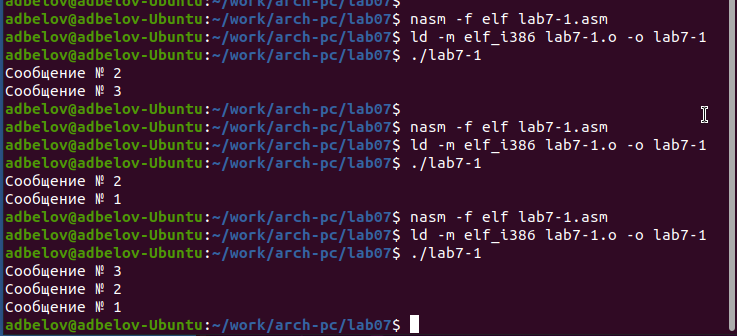 adbelov@adbelov-Ubuntu:~/work/arch-pc/lab07$
adbelov@adbelov-Ubuntu:~/work/arch-pc/lab07$ nasm -f elf lab7-1.asm
adbelov@adbelov-Ubuntu:~/work/arch-pc/lab07$ ld -m elf_i386 lab7-1.o -o lab7-1
adbelov@adbelov-Ubuntu:~/work/arch-pc/lab07$ ./lab7-1
Сообщение № 2
Сообщение № 3
adbelov@adbelov-Ubuntu:~/work/arch-pc/lab07$
adbelov@adbelov-Ubuntu:~/work/arch-pc/lab07$ nasm -f elf lab7-1.asm
adbelov@adbelov-Ubuntu:~/work/arch-pc/lab07$ ld -m elf_i386 lab7-1.o -o lab7-1
adbelov@adbelov-Ubuntu:~/work/arch-pc/lab07$ ./lab7-1
Сообщение № 2
Сообщение № 1
adbelov@adbelov-Ubuntu:~/work/arch-pc/lab07$ nasm -f elf lab7-1.asm
adbelov@adbelov-Ubuntu:~/work/arch-pc/lab07$ ld -m elf_i386 lab7-1.o -o lab7-1
adbelov@adbelov-Ubuntu:~/work/arch-pc/lab07$ ./lab7-1
Сообщение № 3
Сообщение № 2
Сообщение № 1
adbelov@adbelov-Ubuntu:~/work/arch-pc/lab07$